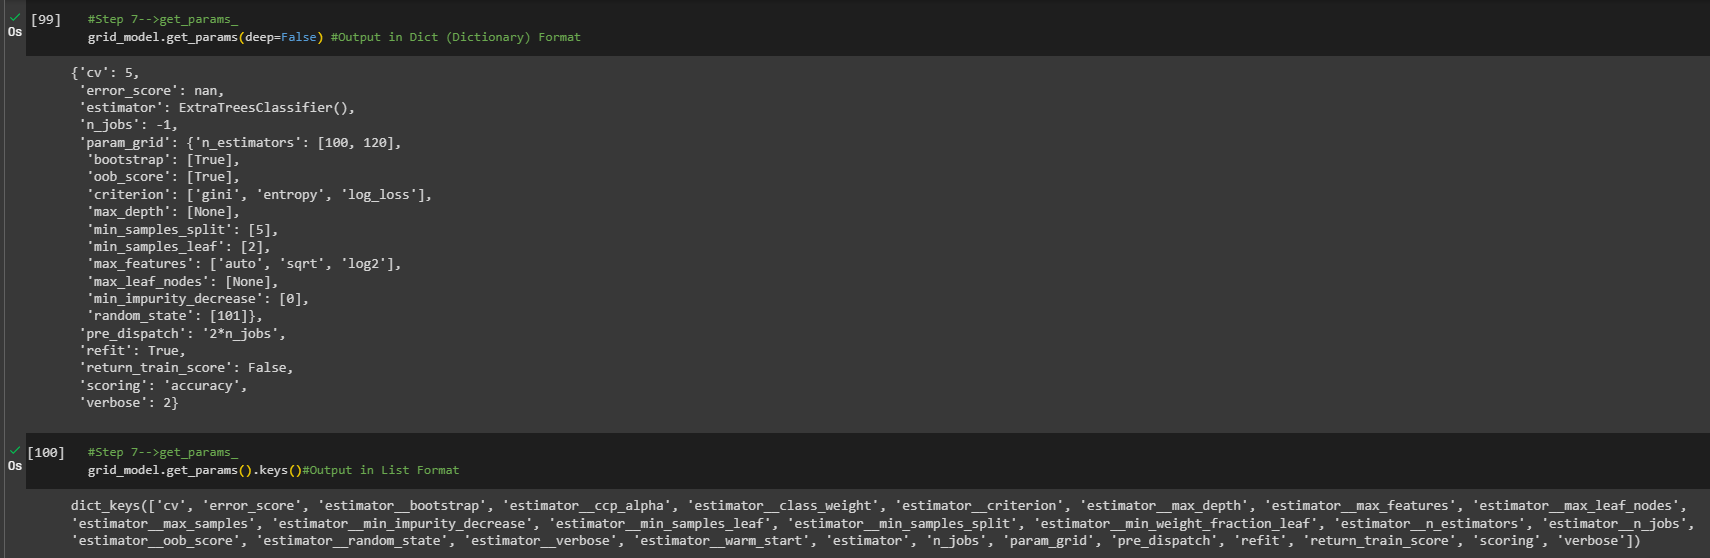 [99] #Step 7-->get_params_
0s grid_model.get_params(deep=False) #Output in Dict (Dictionary) Format
{'cv': 5,
'error_score': nan,
'estimator': ExtraTreesClassifier(),
'n_jobs': -1,
'param_grid': {'n_estimators': [100, 120],
'bootstrap': [True],
'oob_score': [True],
'criterion': ['gini', 'entropy', 'log_loss'],
'max_depth': [None],
'min_samples_split': [5],
'min_samples_leaf': [2],
'max_features': ['auto', 'sqrt', 'log2'],
'max_leaf_nodes': [None],
'min_impurity_decrease': [0],
'random_state': [101]},
'pre_dispatch': '2*n_jobs',
'refit': True,
'return_train_score': False,
'scoring': 'accuracy',
'verbose': 2}
[100] #Step 7-->get_params_
0s grid_model.get_params().keys()#Output in List Format
dict_keys(['cv', 'error_score', 'estimator__bootstrap', 'estimator__ccp_alpha', 'estimator__class_weight', 'estimator__criterion', 'estimator__max_depth', 'estimator__max_features', 'estimator__max_leaf_nodes',
'estimator__max_samples', 'estimator__min_impurity_decrease', 'estimator__min_samples_leaf', 'estimator__min_samples_split', 'estimator__min_weight_fraction_leaf', 'estimator__n_estimators', 'estimator__n_jobs',
'estimator__oob_score', 'estimator__random_state', 'estimator__verbose', 'estimator__warm_start', 'estimator', 'n_jobs', 'param_grid', 'pre_dispatch', 'refit', 'return_train_score', 'scoring', 'verbose'])